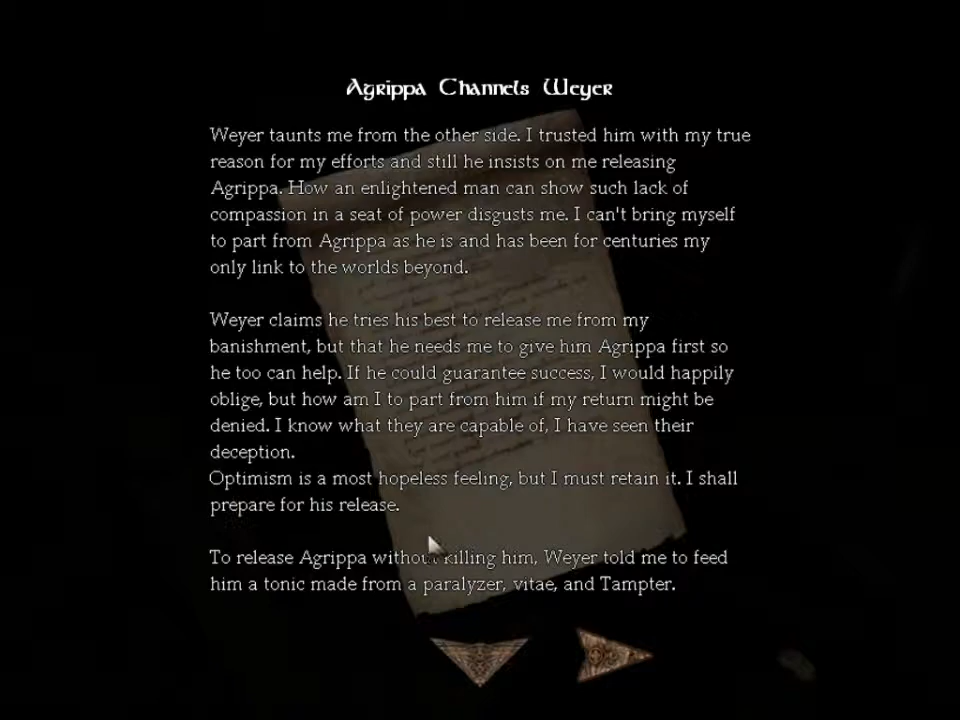 Agrippa Channels Weyer
Weyer taunts me from the other side. I trusted him with my true
reason for my efforts and still he insists on me releasing
Agrippa. How an enlightened man can show such lack of
compassion in a seat of power disgusts me. I can't bring myself
to part from Agrippa as he is and has been for centuries my
only link to the worlds beyond.
Weyer claims he tries his best to release me from my
banishment, but that he needs me to give him Agrippa first so
he too can help. If he could guarantee success, I would happily
oblige, but how am I to part from him if my return might be
denied. I know what they are capable of, I have seen their
deception.
Optimism is a most hopeless feeling, but I must retain it. I shall
prepare for his release.
To release Agrippa without killing him, Weyer told me to feed
him a tonic made from a paralyzer, vitae, and Tampter.